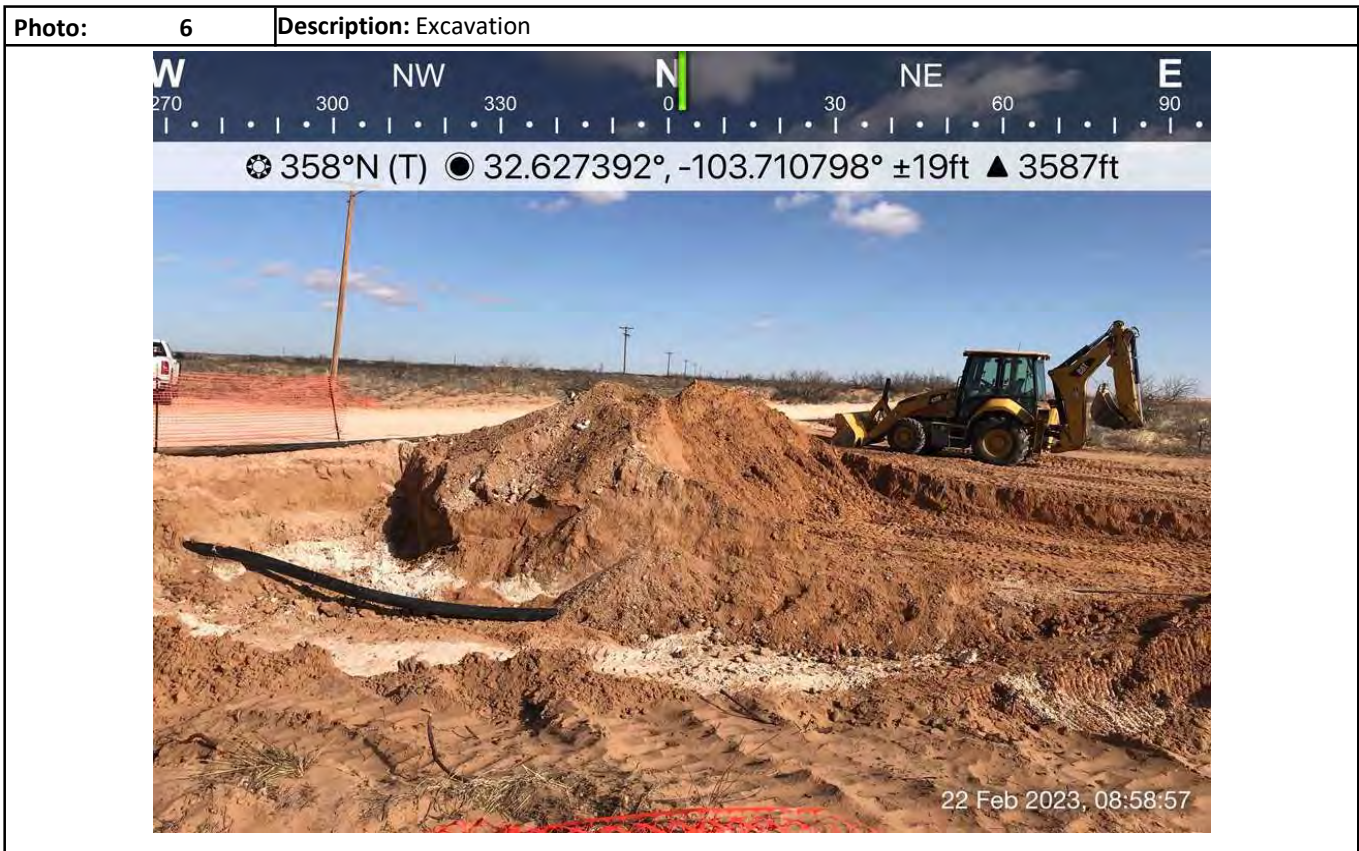 Photo: 6 Description: Excavation
W NW N NE E
270 300 330 0 30 60 90
358°N (T) 32.627392°, -103.710798° ±19ft ▲ 3587ft
CAT
22 Feb 2023, 08:58:57